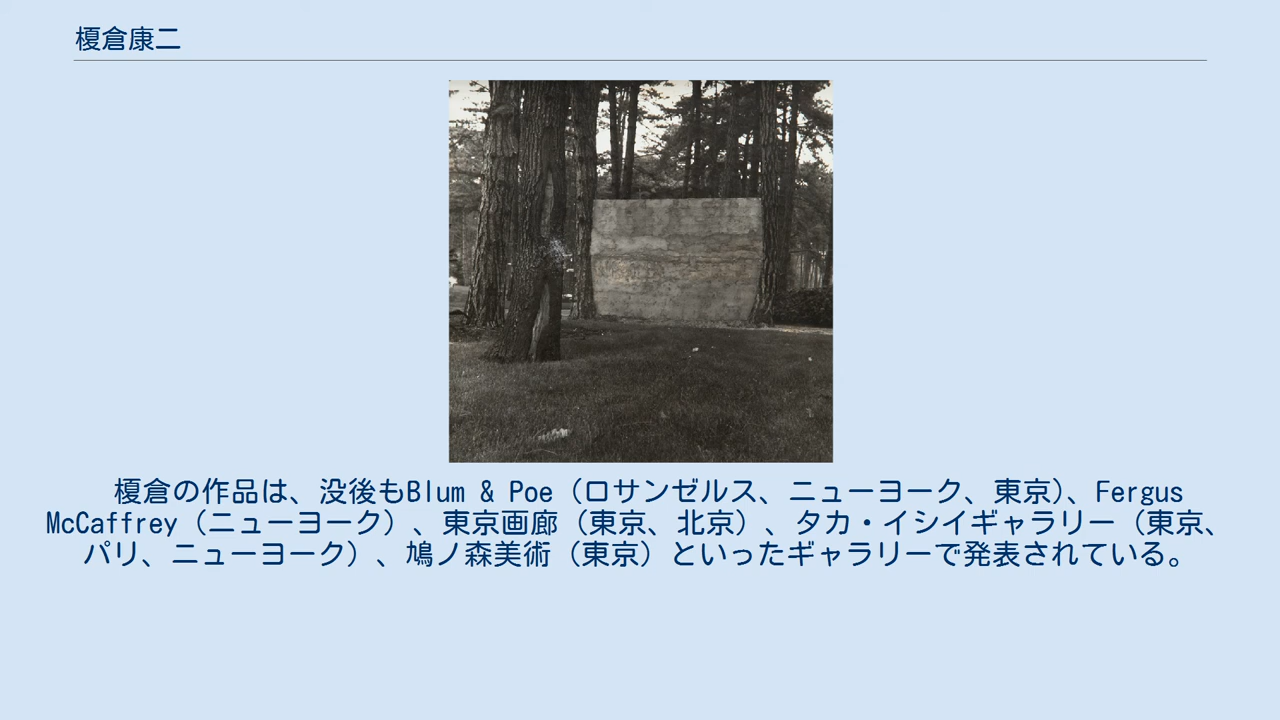 榎倉康二
榎倉の作品は、没後もBlum & Poe（ロサンゼルス、ニューヨーク、東京)、Fergus
McCaffrey（ニューヨーク）、東京画廊（東京、北京）、タカ・イシイギャラリー（東京、
パリ、ニューヨーク）、鳩ノ森美術（東京）といったギャラリーで発表されている。